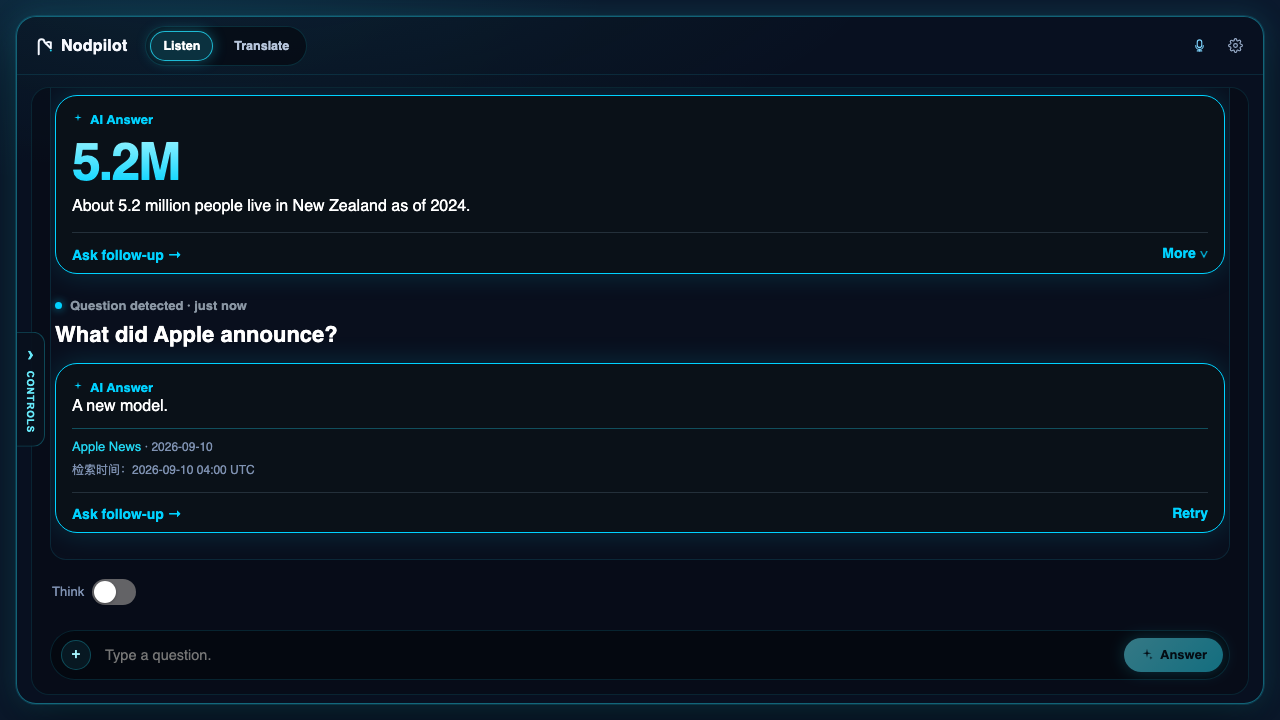 Nodpilot
Listen
Translate
AI Answer
5.2M
About 5.2 million people live in New Zealand as of 2024.
Ask follow-up →
More ∨
Question detected · just now
What did Apple announce?
AI Answer
A new model.
Apple News · 2026-09-10
检索时间：2026-09-10 04:00 UTC
Ask follow-up →
Retry
› CONTROLS
Think
+
Type a question.
Answer